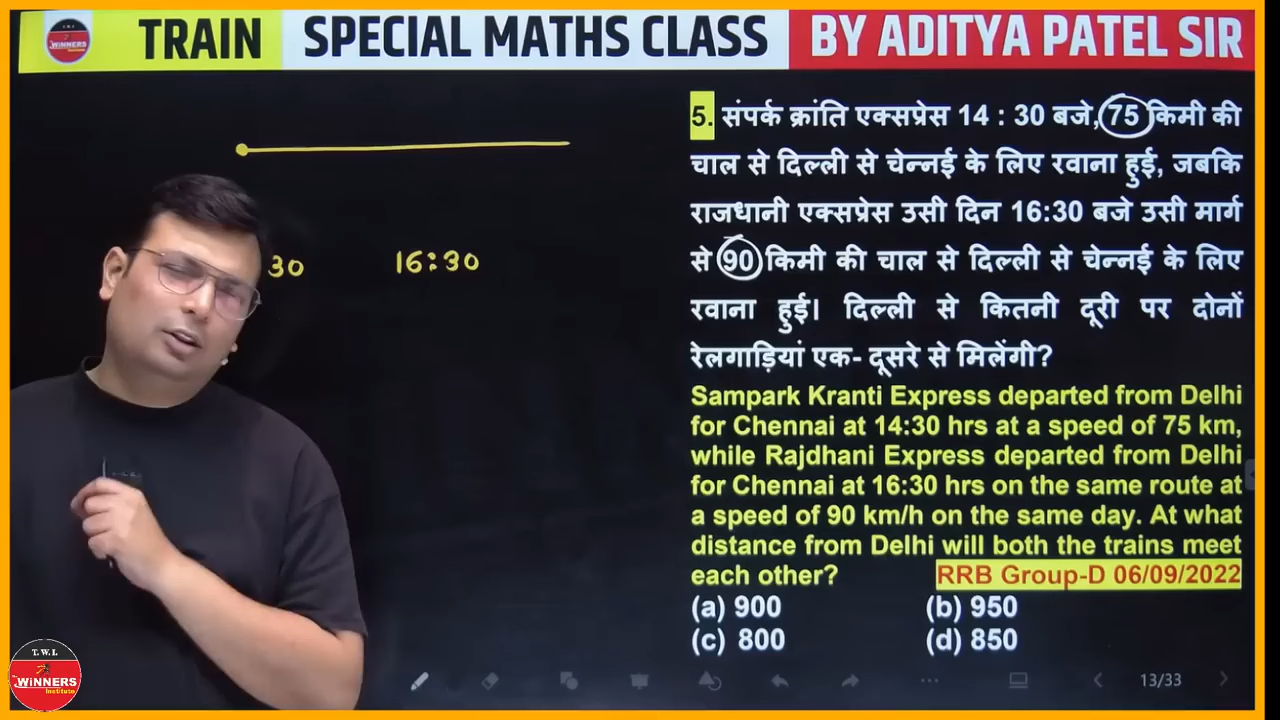 WiNNERS
TRAIN SPECIAL MATHS CLASS BY ADITYA PATEL SIR
30 16:30
5. संपर्क क्रांति एक्सप्रेस 14 : 30 बजे, 75 किमी की
चाल से दिल्ली से चेन्नई के लिए रवाना हुई, जबकि
राजधानी एक्सप्रेस उसी दिन 16:30 बजे उसी मार्ग
से 90 किमी की चाल से दिल्ली से चेन्नई के लिए
रवाना हुई। दिल्ली से कितनी दूरी पर दोनों
रेलगाड़ियां एक- दूसरे से मिलेंगी?
Sampark Kranti Express departed from Delhi
for Chennai at 14:30 hrs at a speed of 75 km,
while Rajdhani Express departed from Delhi
for Chennai at 16:30 hrs on the same route at
a speed of 90 km/h on the same day. At what
distance from Delhi will both the trains meet
each other? RRB Group-D 06/09/2022
(a) 900 (b) 950
(c) 800 (d) 850
13/33
T.W.I.
WiNNERS
Institute